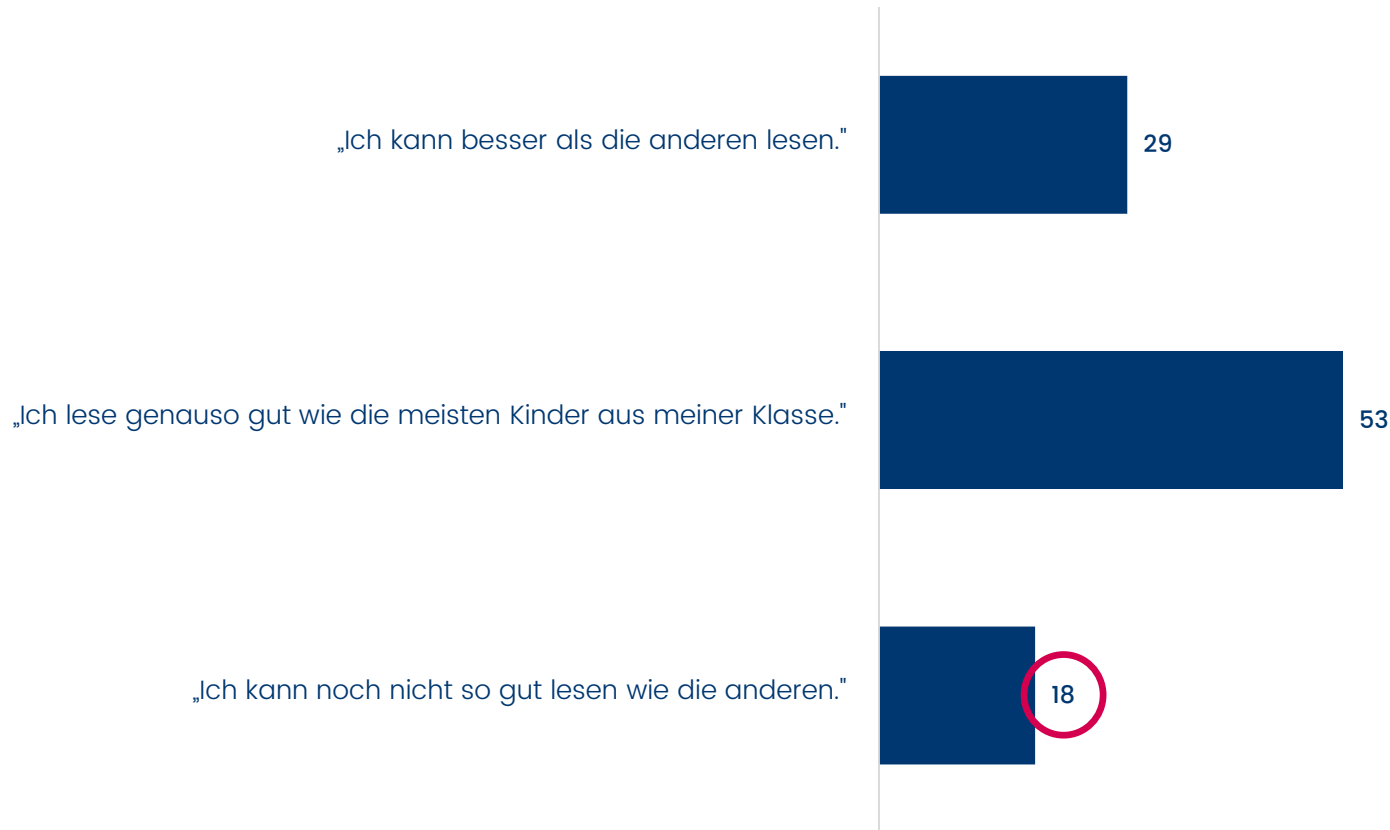 „Ich kann besser als die anderen lesen."
29
„Ich lese genauso gut wie die meisten Kinder aus meiner Klasse."
53
„Ich kann noch nicht so gut lesen wie die anderen."
18